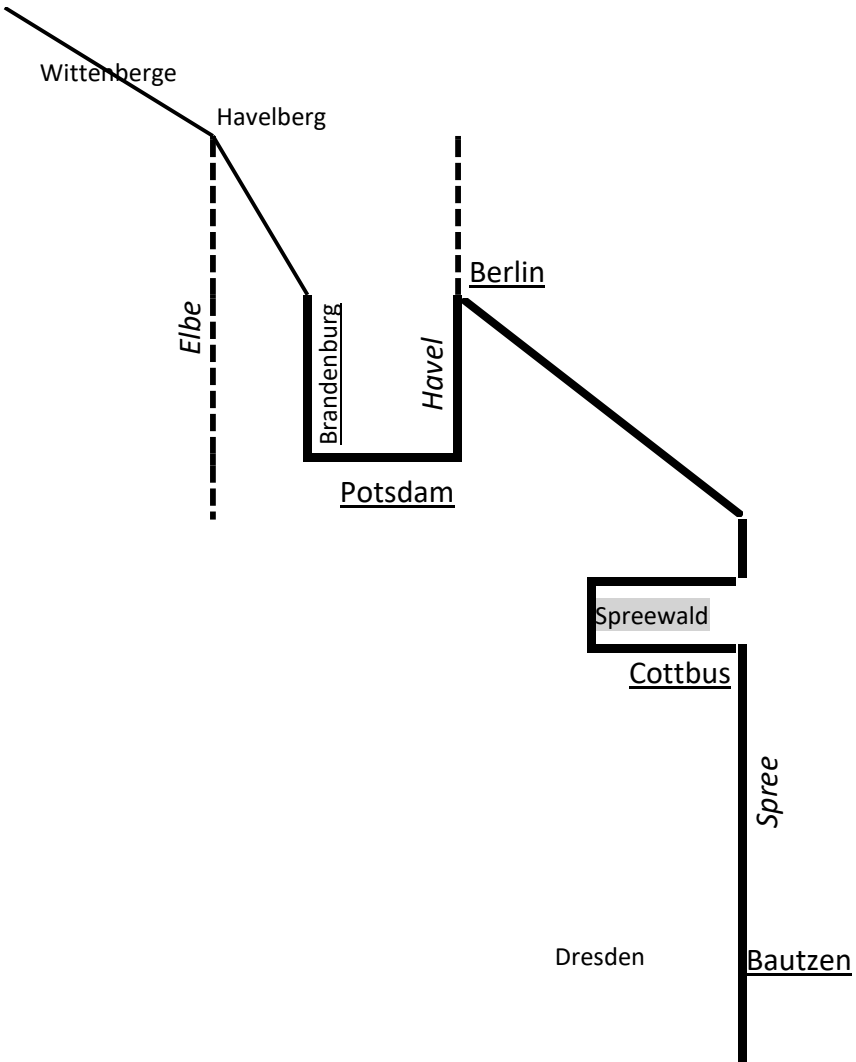 Wittenberge
Havelberg
Berlin
Elbe
Brandenburg
Havel
Potsdam
Spreewald
Cottbus
Spree
Dresden
Bautzen